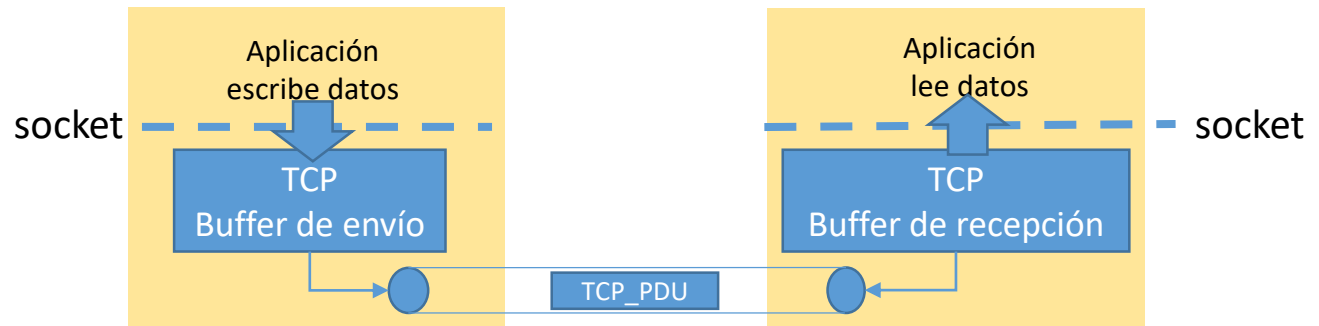 Aplicación
escribe datos
Aplicación
lee datos
socket
socket
TCP
Buffer de envío
TCP
Buffer de recepción
TCP_PDU